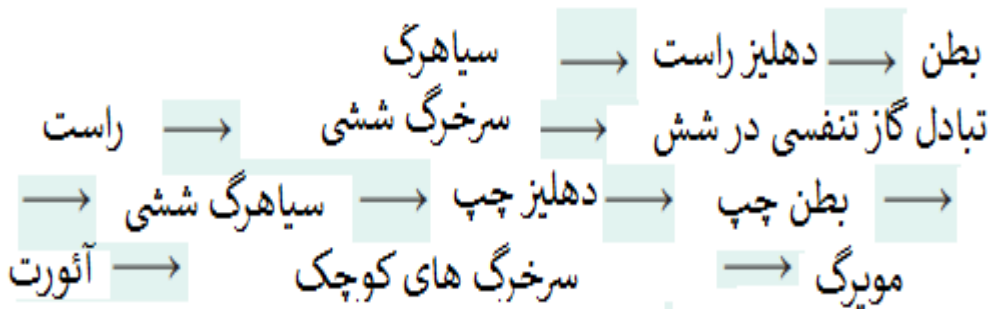 سیاهرگ → دهلیز راست → بطن
راست → سرخرگ ششی → تبادل گاز تنفسی در شش
→ سیاهرگ ششی → دهلیز چپ → بطن چپ →
آئورت → سرخرگ های کوچک → مویرگ